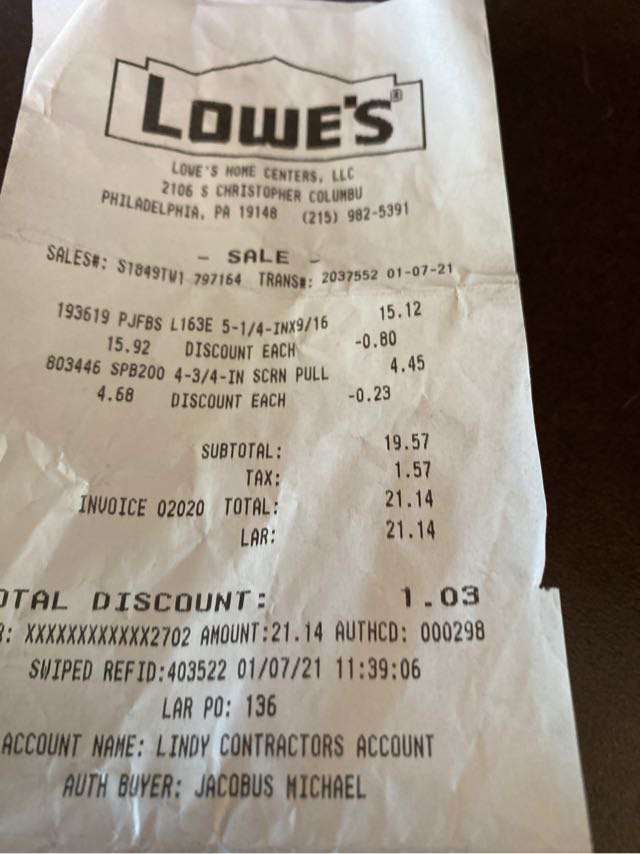 LOWE'S®
LOWE'S HOME CENTERS, LLC
2106 S CHRISTOPHER COLUMBU
PHILADELPHIA, PA 19148 (215) 982-5391
- SALE -
SALES#: S1849TW1 797164 TRANS#: 2037552 01-07-21
193619 PJFBS L163E 5-1/4-INX9/16 15.12
15.92 DISCOUNT EACH -0.80
803446 SPB200 4-3/4-IN SCRN PULL 4.45
4.68 DISCOUNT EACH -0.23
SUBTOTAL: 19.57
TAX: 1.57
INVOICE 02020 TOTAL: 21.14
LAR: 21.14
OTAL DISCOUNT: 1.03
: XXXXXXXXXXXX2702 AMOUNT:21.14 AUTHCD: 000298
SWIPED REFID:403522 01/07/21 11:39:06
LAR PO: 136
ACCOUNT NAME: LINDY CONTRACTORS ACCOUNT
AUTH BUYER: JACOBUS MICHAEL